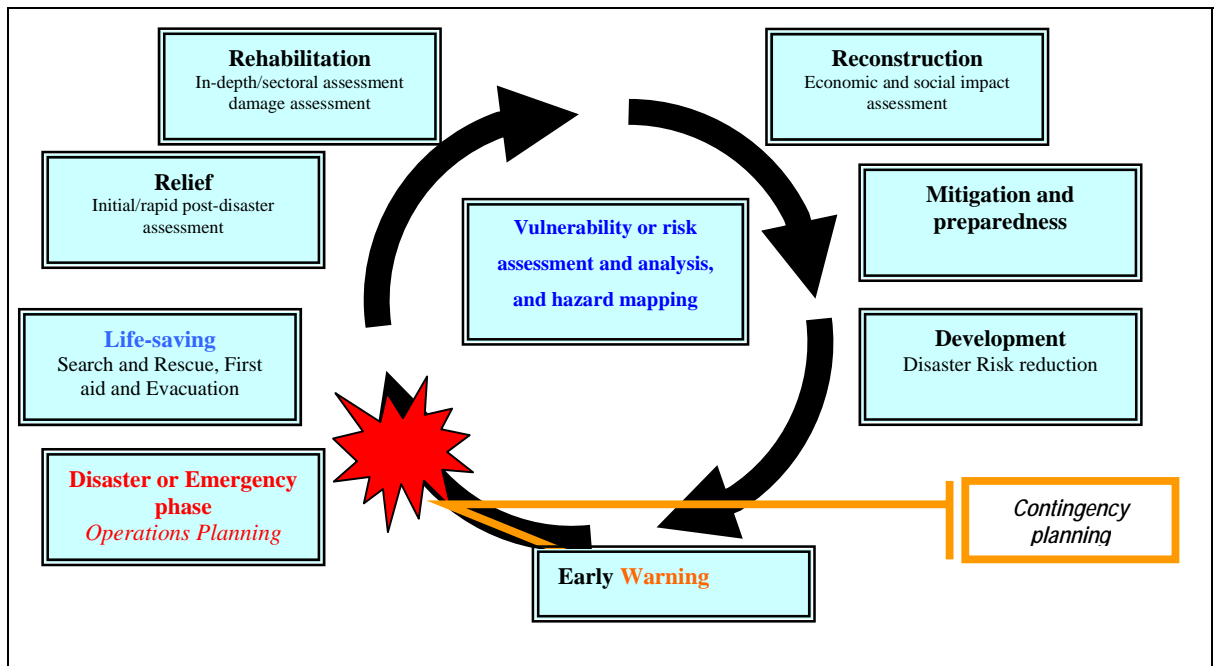 Rehabilitation
In-depth/sectoral assessment
damage assessment
Reconstruction
Economic and social impact
assessment
Relief
Initial/rapid post-disaster
assessment
Mitigation and
preparedness
Vulnerability or risk
assessment and analysis,
and hazard mapping
Life-saving
Search and Rescue, First
aid and Evacuation
Development
Disaster Risk reduction
Disaster or Emergency
phase
Operations Planning
Contingency
planning
Early Warning